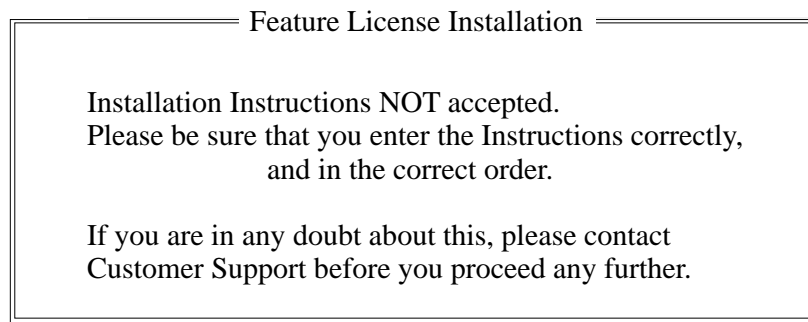 Feature License Installation
Installation Instructions NOT accepted.
Please be sure that you enter the Instructions correctly,
and in the correct order.
If you are in any doubt about this, please contact
Customer Support before you proceed any further.